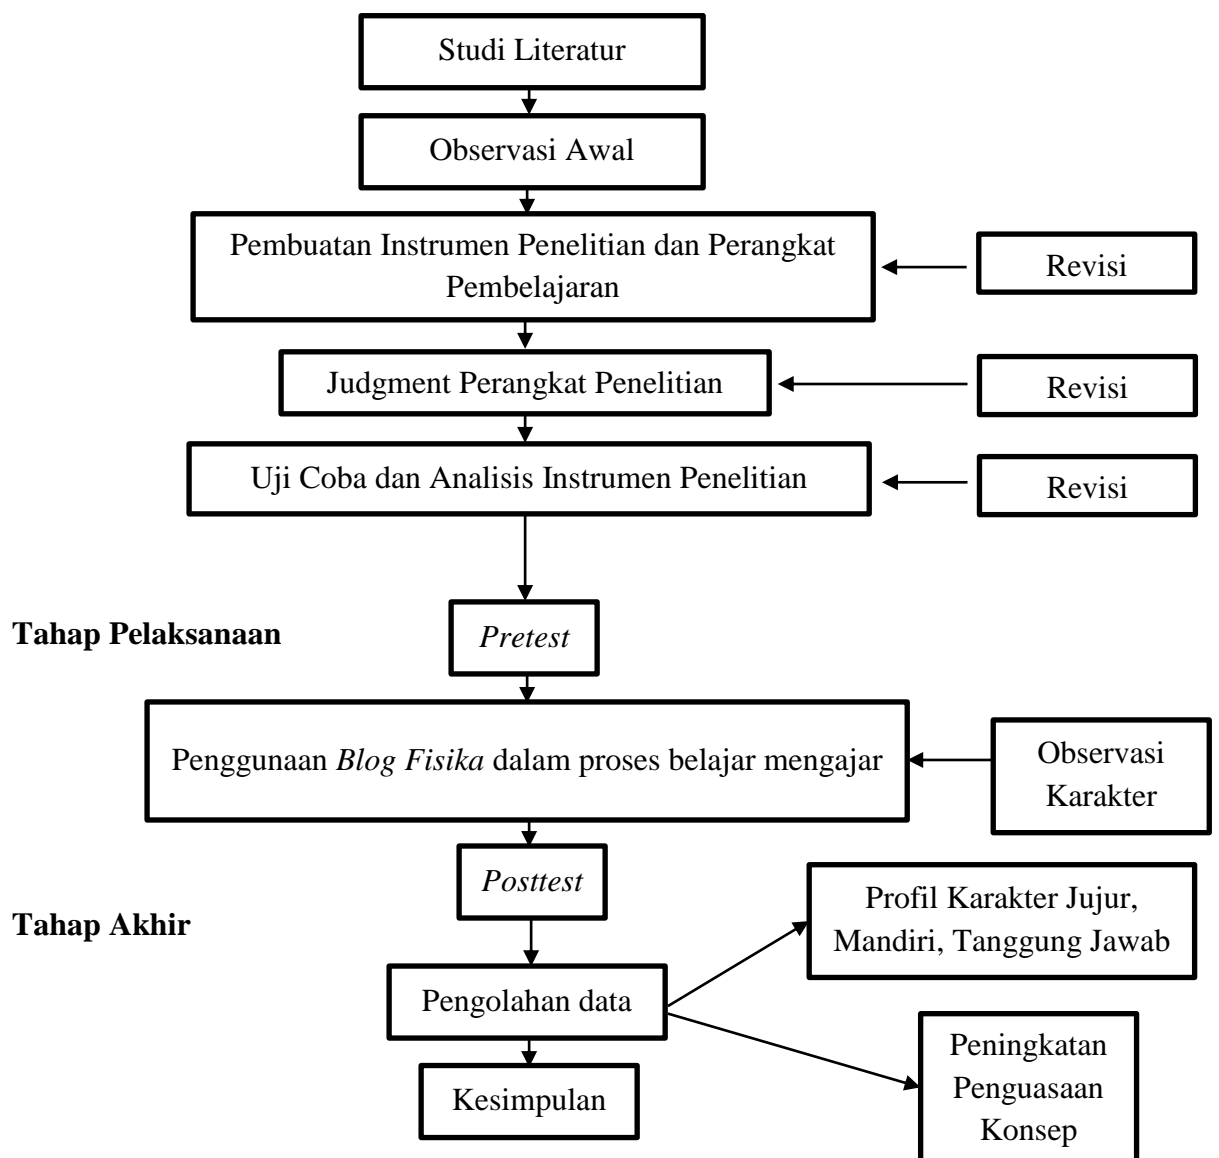 Studi Literatur
Observasi Awal
Pembuatan Instrumen Penelitian dan Perangkat
Pembelajaran
Revisi
Judgment Perangkat Penelitian
Revisi
Uji Coba dan Analisis Instrumen Penelitian
Revisi
Tahap Pelaksanaan
Pretest
Penggunaan Blog Fisika dalam proses belajar mengajar
Observasi
Karakter
Posttest
Tahap Akhir
Profil Karakter Jujur,
Mandiri, Tanggung Jawab
Pengolahan data
Peningkatan
Penguasaan
Konsep
Kesimpulan